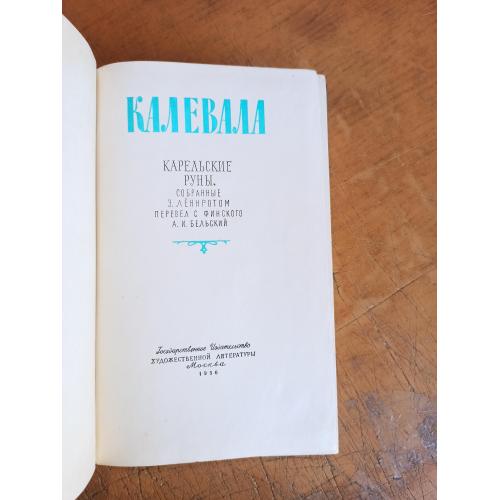 КАЛЕВАЛА
КАРЕЛЬСКИЕ
РУНЫ,
СОБРАННЫЕ
Э. ЛЁННРОТОМ
ПЕРЕВЕЛ С ФИНСКОГО
А. И. БЕЛЬСКИЙ
Государственное Издательство
ХУДОЖЕСТВЕННОЙ ЛИТЕРАТУРЫ
Москва
1956